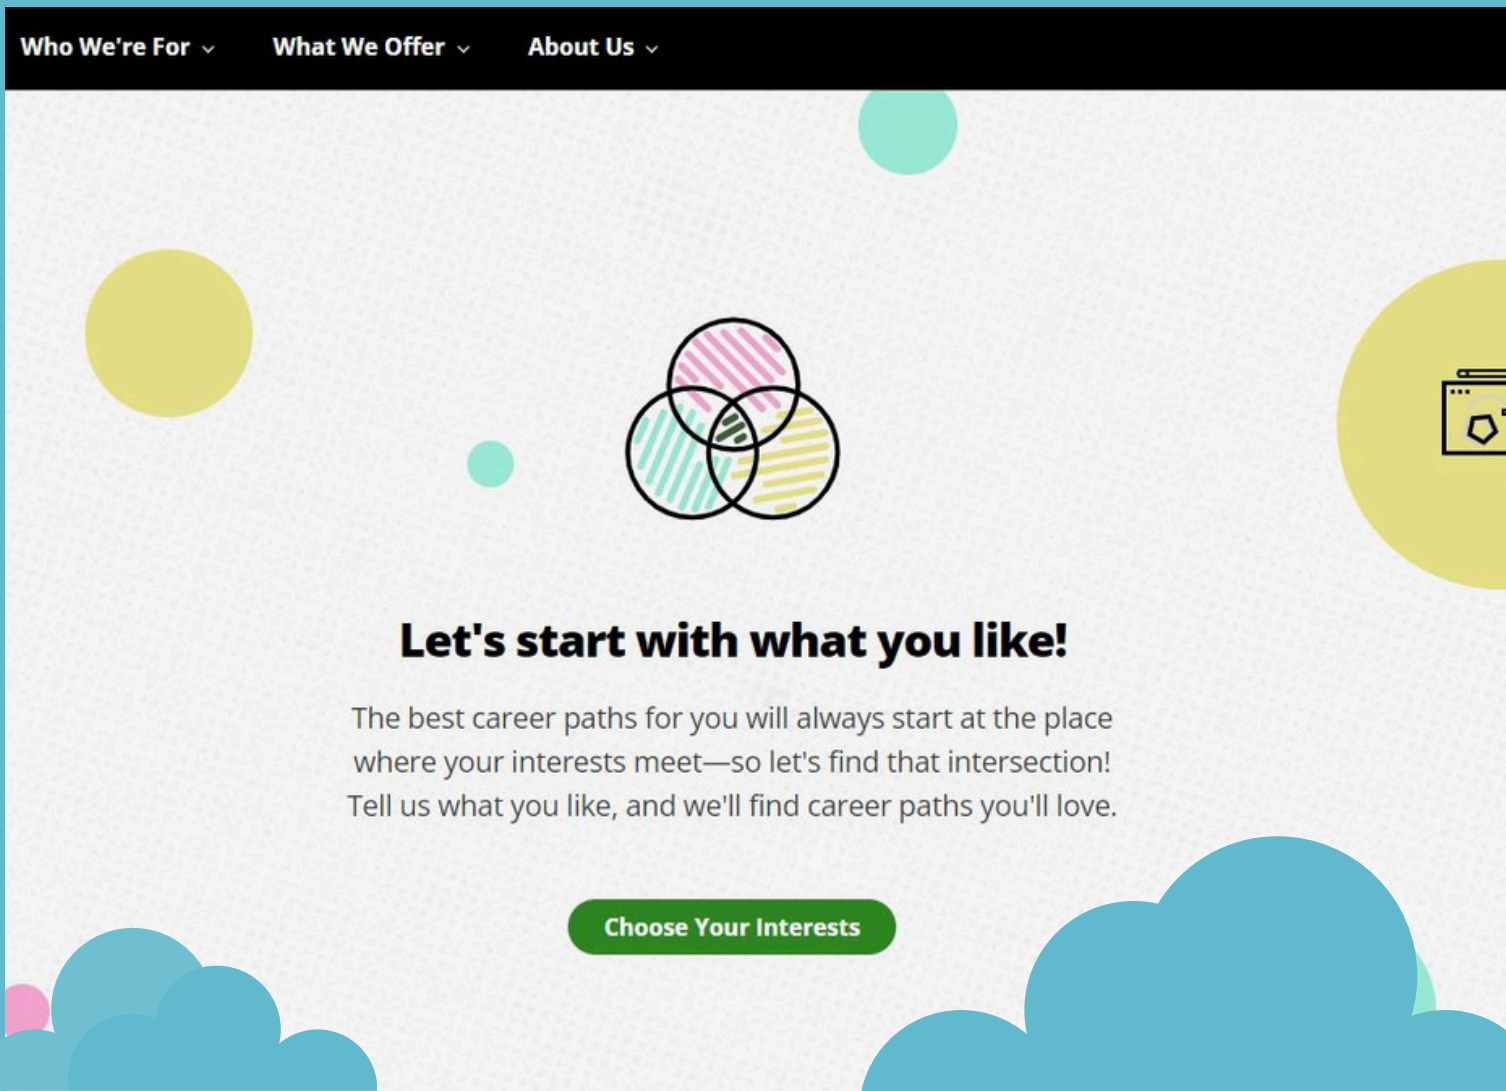 Who We're For
What We Offer
About Us
Let's start with what you like!
The best career paths for you will always start at the place
where your interests meet—so let's find that intersection!
Tell us what you like, and we'll find career paths you'll love.
Choose Your Interests